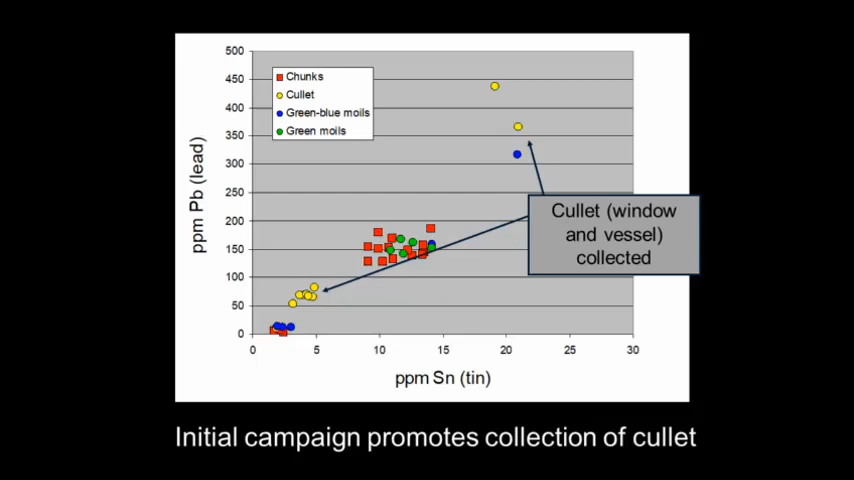 500
450
400
350
300
250
200
150
100
50
0
ppm Pb (lead)
Chunks
Cullet
Green-blue moils
Green moils
Cullet (window
and vessel)
collected
0 5 10 15 20 25 30
ppm Sn (tin)
Initial campaign promotes collection of cullet